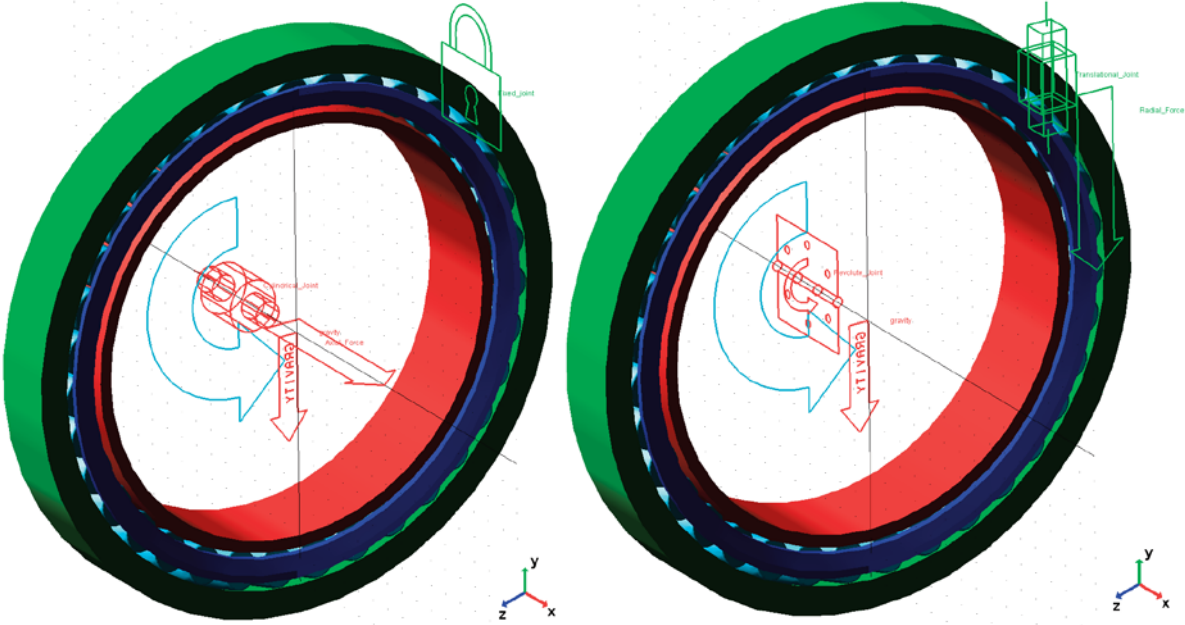 Fixed_joint
Cylindrical_Joint
gravity.
Axial_Force
GRAVITY
y
z
x
Translational_Joint
Radial_Force
Revolute_Joint
gravity.
GRAVITY
y
z
x